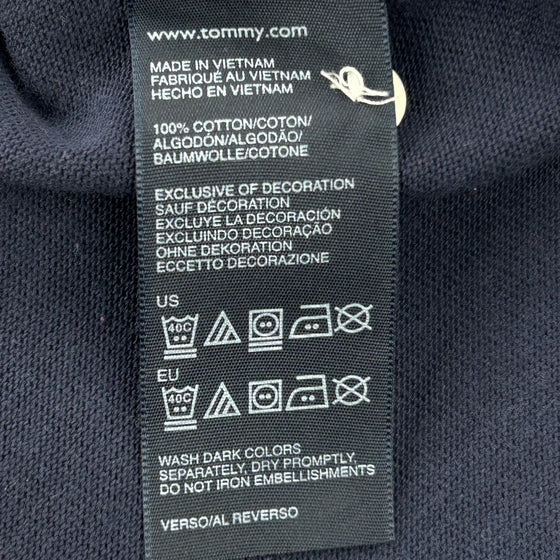 www.tommy.com
MADE IN VIETNAM
FABRIQUÉ AU VIETNAM
HECHO EN VIETNAM
100% COTTON/COTON/
ALGODÓN/ALGODÃO/
BAUMWOLLE/COTONE
EXCLUSIVE OF DECORATION
SAUF DÉCORATION
EXCLUYE LA DECORACIÓN
EXCLUINDO DECORAÇÃO
OHNE DEKORATION
ECCETTO DECORAZIONE
US
40C
EU
40C
WASH DARK COLORS
SEPARATELY, DRY PROMPTLY,
DO NOT IRON EMBELLISHMENTS
VERSO/AL REVERSO